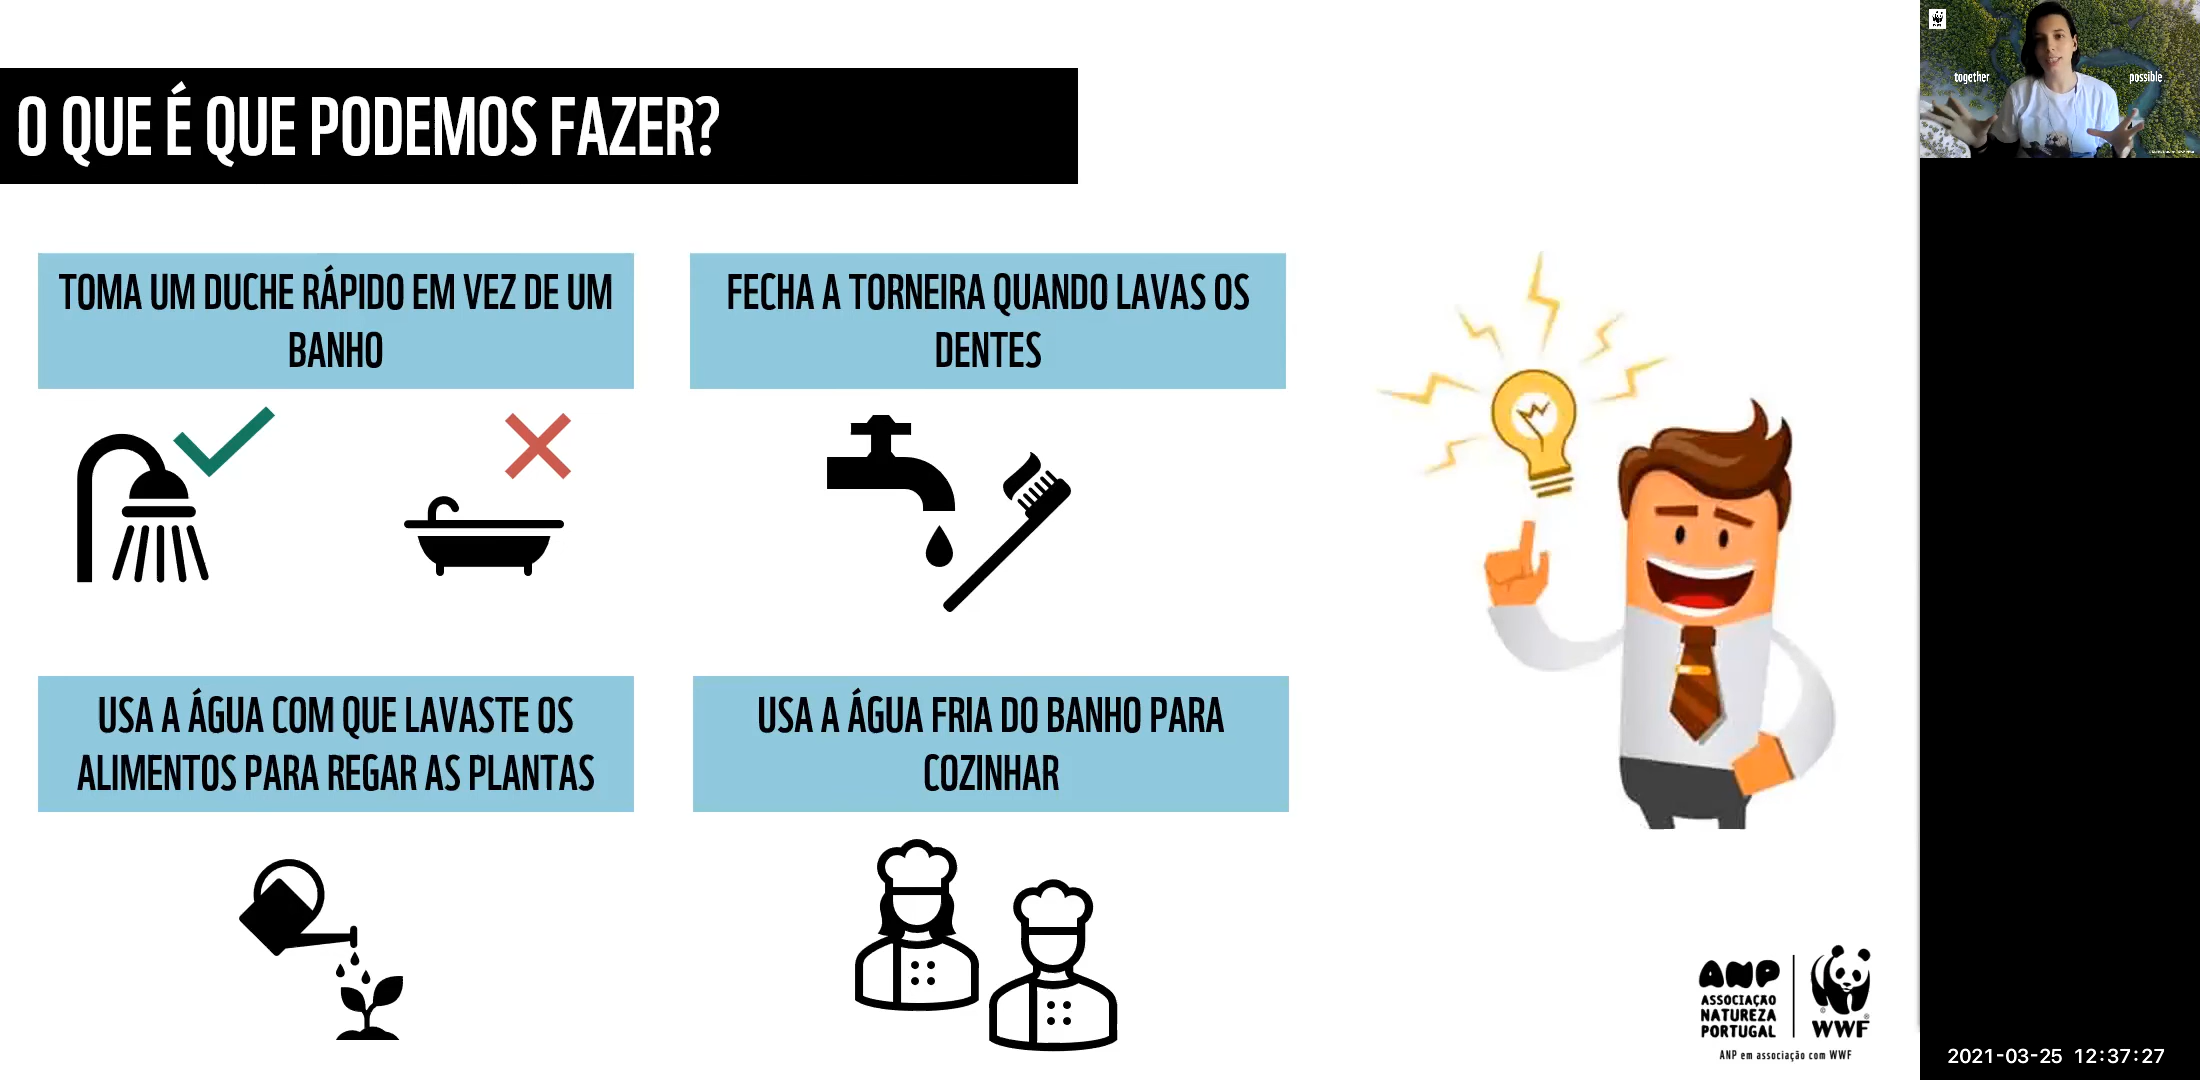 O QUE É QUE PODEMOS FAZER?
together
possible
TOMA UM DUCHE RÁPIDO EM VEZ DE UM
BANHO
FECHA A TORNEIRA QUANDO LAVAS OS
DENTES
USA A ÁGUA COM QUE LAVASTE OS
ALIMENTOS PARA REGAR AS PLANTAS
USA A ÁGUA FRIA DO BANHO PARA
COZINHAR
ANP
ASSOCIAÇÃO
NATUREZA
PORTUGAL
WWF
ANP em associação com WWF
2021-03-25 12:37:27